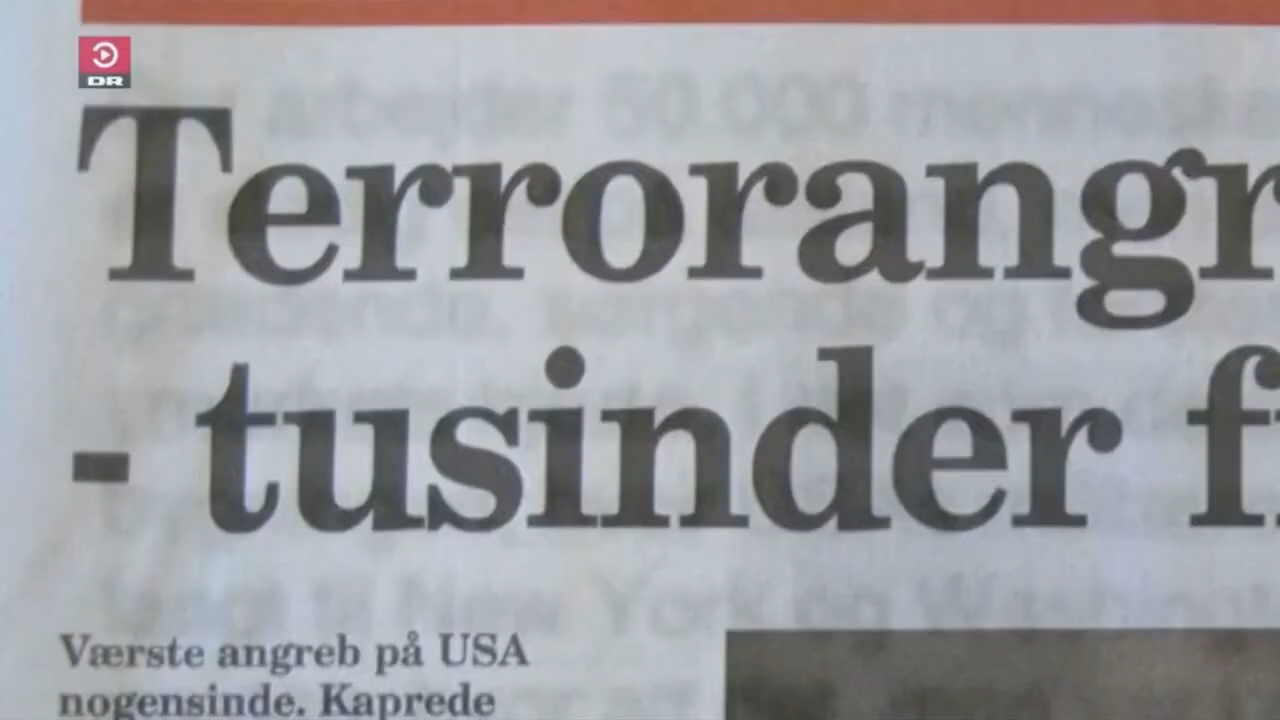 DR
Terrorangr
- tusinder f
Værste angreb på USA
nogensinde. Kaprede